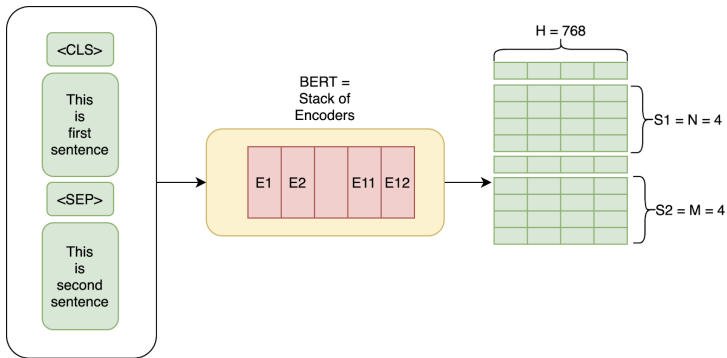 <CLS>
This
is
first
sentence
<SEP>
This
is
second
sentence
BERT =
Stack of
Encoders
E1 E2 E11 E12
H = 768
S1 = N = 4
S2 = M = 4